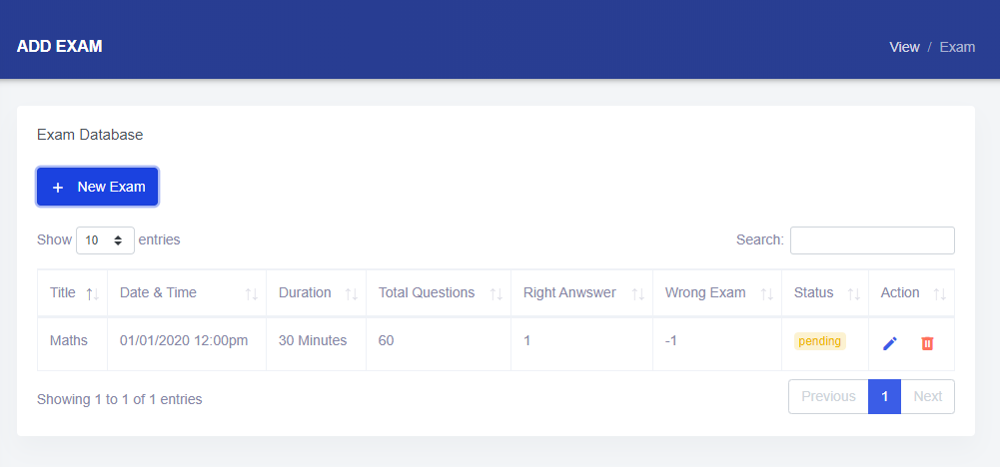 ADD EXAM
View / Exam
Exam Database
+ New Exam
Show 10 entries
Search:
Title Date & Time Duration Total Questions Right Anwswer Wrong Exam Status Action
Maths 01/01/2020 12:00pm 30 Minutes 60 1 -1 pending
Showing 1 to 1 of 1 entries
Previous 1 Next